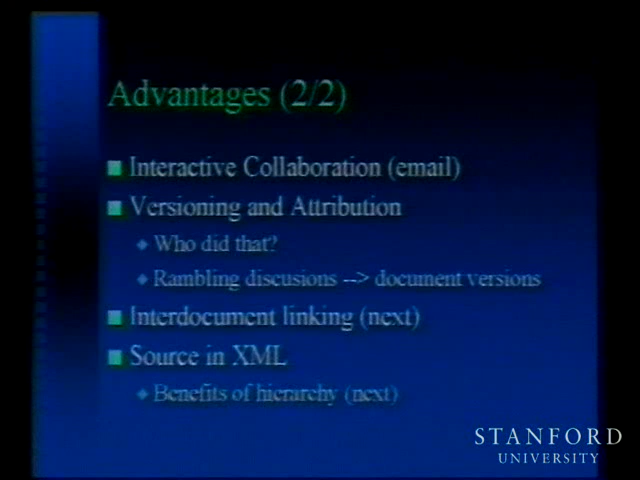 Advantages (2/2)
Interactive Collaboration (email)
Versioning and Attribution
Who did that?
Rambling discusions --> document versions
Interdocument linking (next)
Source in XML
Benefits of hierarchy (next)
STANFORD
UNIVERSITY